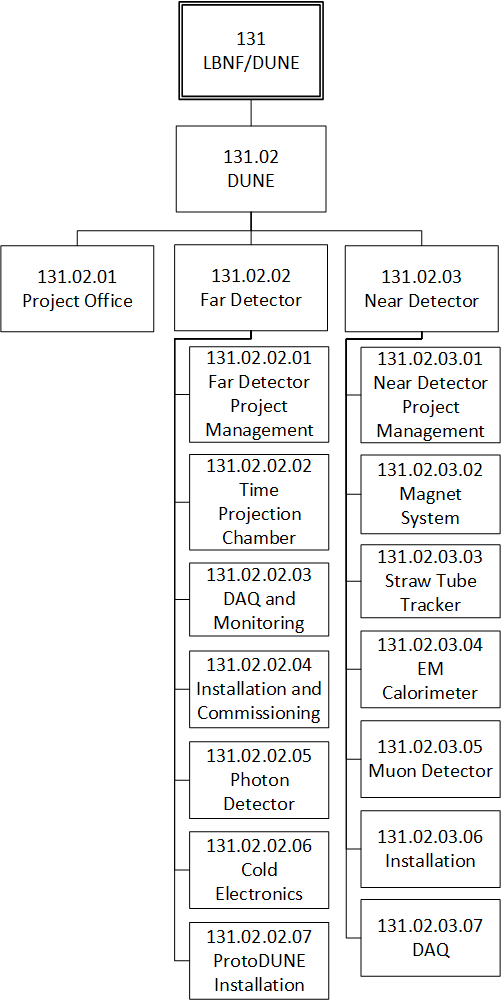 131
LBNF/DUNE
131.02
DUNE
131.02.01
Project Office
131.02.02
Far Detector
131.02.03
Near Detector
131.02.02.01
Far Detector
Project
Management
131.02.02.02
Time
Projection
Chamber
131.02.02.03
DAQ and
Monitoring
131.02.02.04
Installation and
Commissioning
131.02.02.05
Photon
Detector
131.02.02.06
Cold
Electronics
131.02.02.07
ProtoDUNE
Installation
131.02.03.01
Near Detector
Project
Management
131.02.03.02
Magnet
System
131.02.03.03
Straw Tube
Tracker
131.02.03.04
EM
Calorimeter
131.02.03.05
Muon Detector
131.02.03.06
Installation
131.02.03.07
DAQ